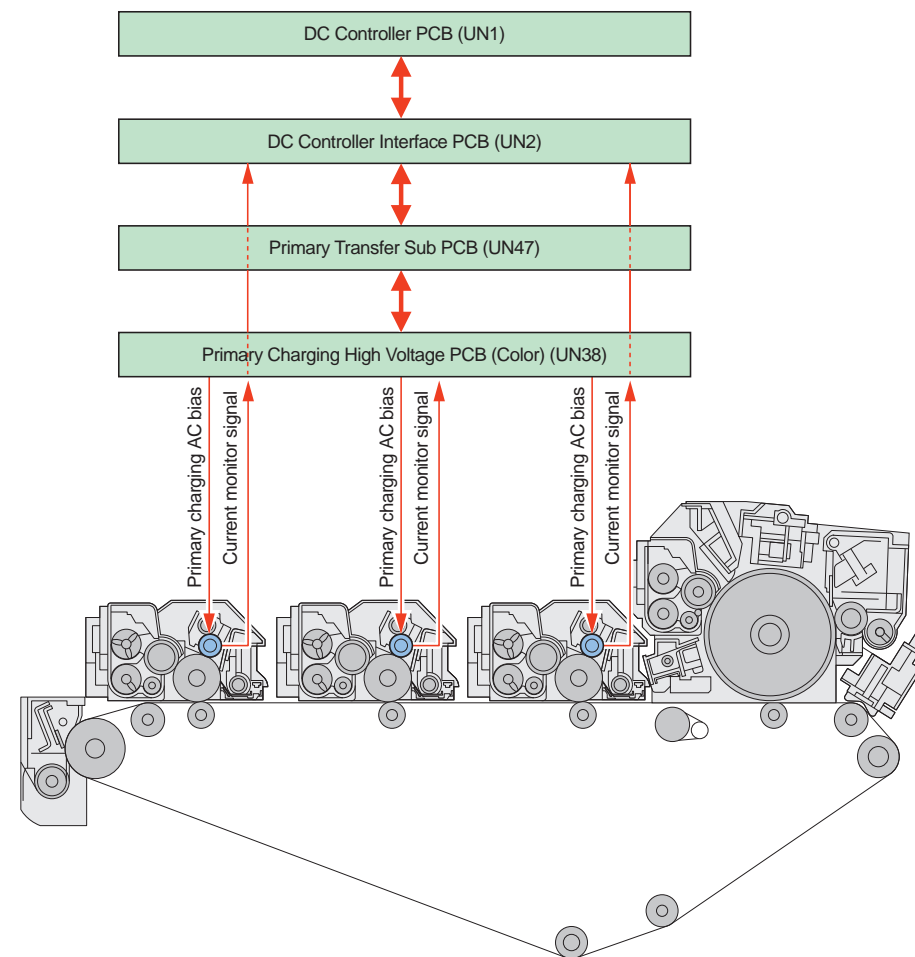 DC Controller PCB (UN1)
DC Controller Interface PCB (UN2)
Primary Transfer Sub PCB (UN47)
Primary Charging High Voltage PCB (Color) (UN38)
Primary charging AC bias
Current monitor signal
Primary charging AC bias
Current monitor signal
Primary charging AC bias
Current monitor signal